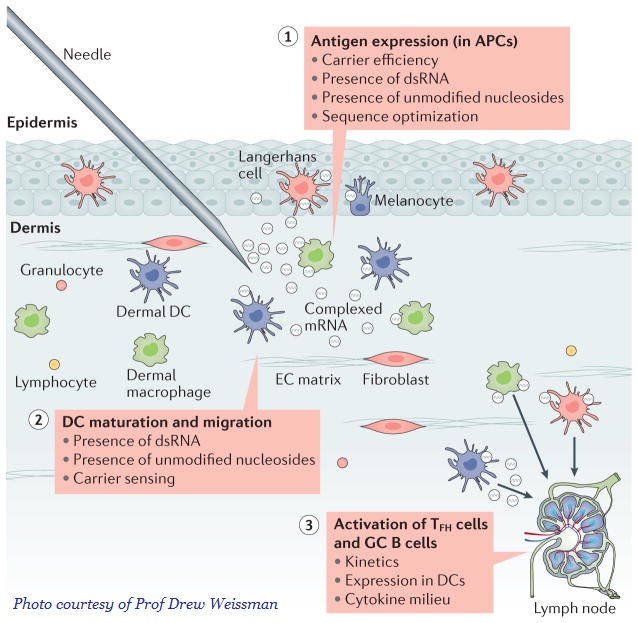 Needle
1
Antigen expression (in APCs)
• Carrier efficiency
• Presence of dsRNA
• Presence of unmodified nucleosides
• Sequence optimization
Epidermis
Langerhans
cell
Melanocyte
Dermis
Granulocyte
Dermal DC
Complexed
mRNA
Lymphocyte
Dermal
macrophage
EC matrix
Fibroblast
2
DC maturation and migration
• Presence of dsRNA
• Presence of unmodified nucleosides
• Carrier sensing
3
Activation of TFH cells
and GC B cells
• Kinetics
• Expression in DCs
• Cytokine milieu
Lymph node
Photo courtesy of Prof Drew Weissman